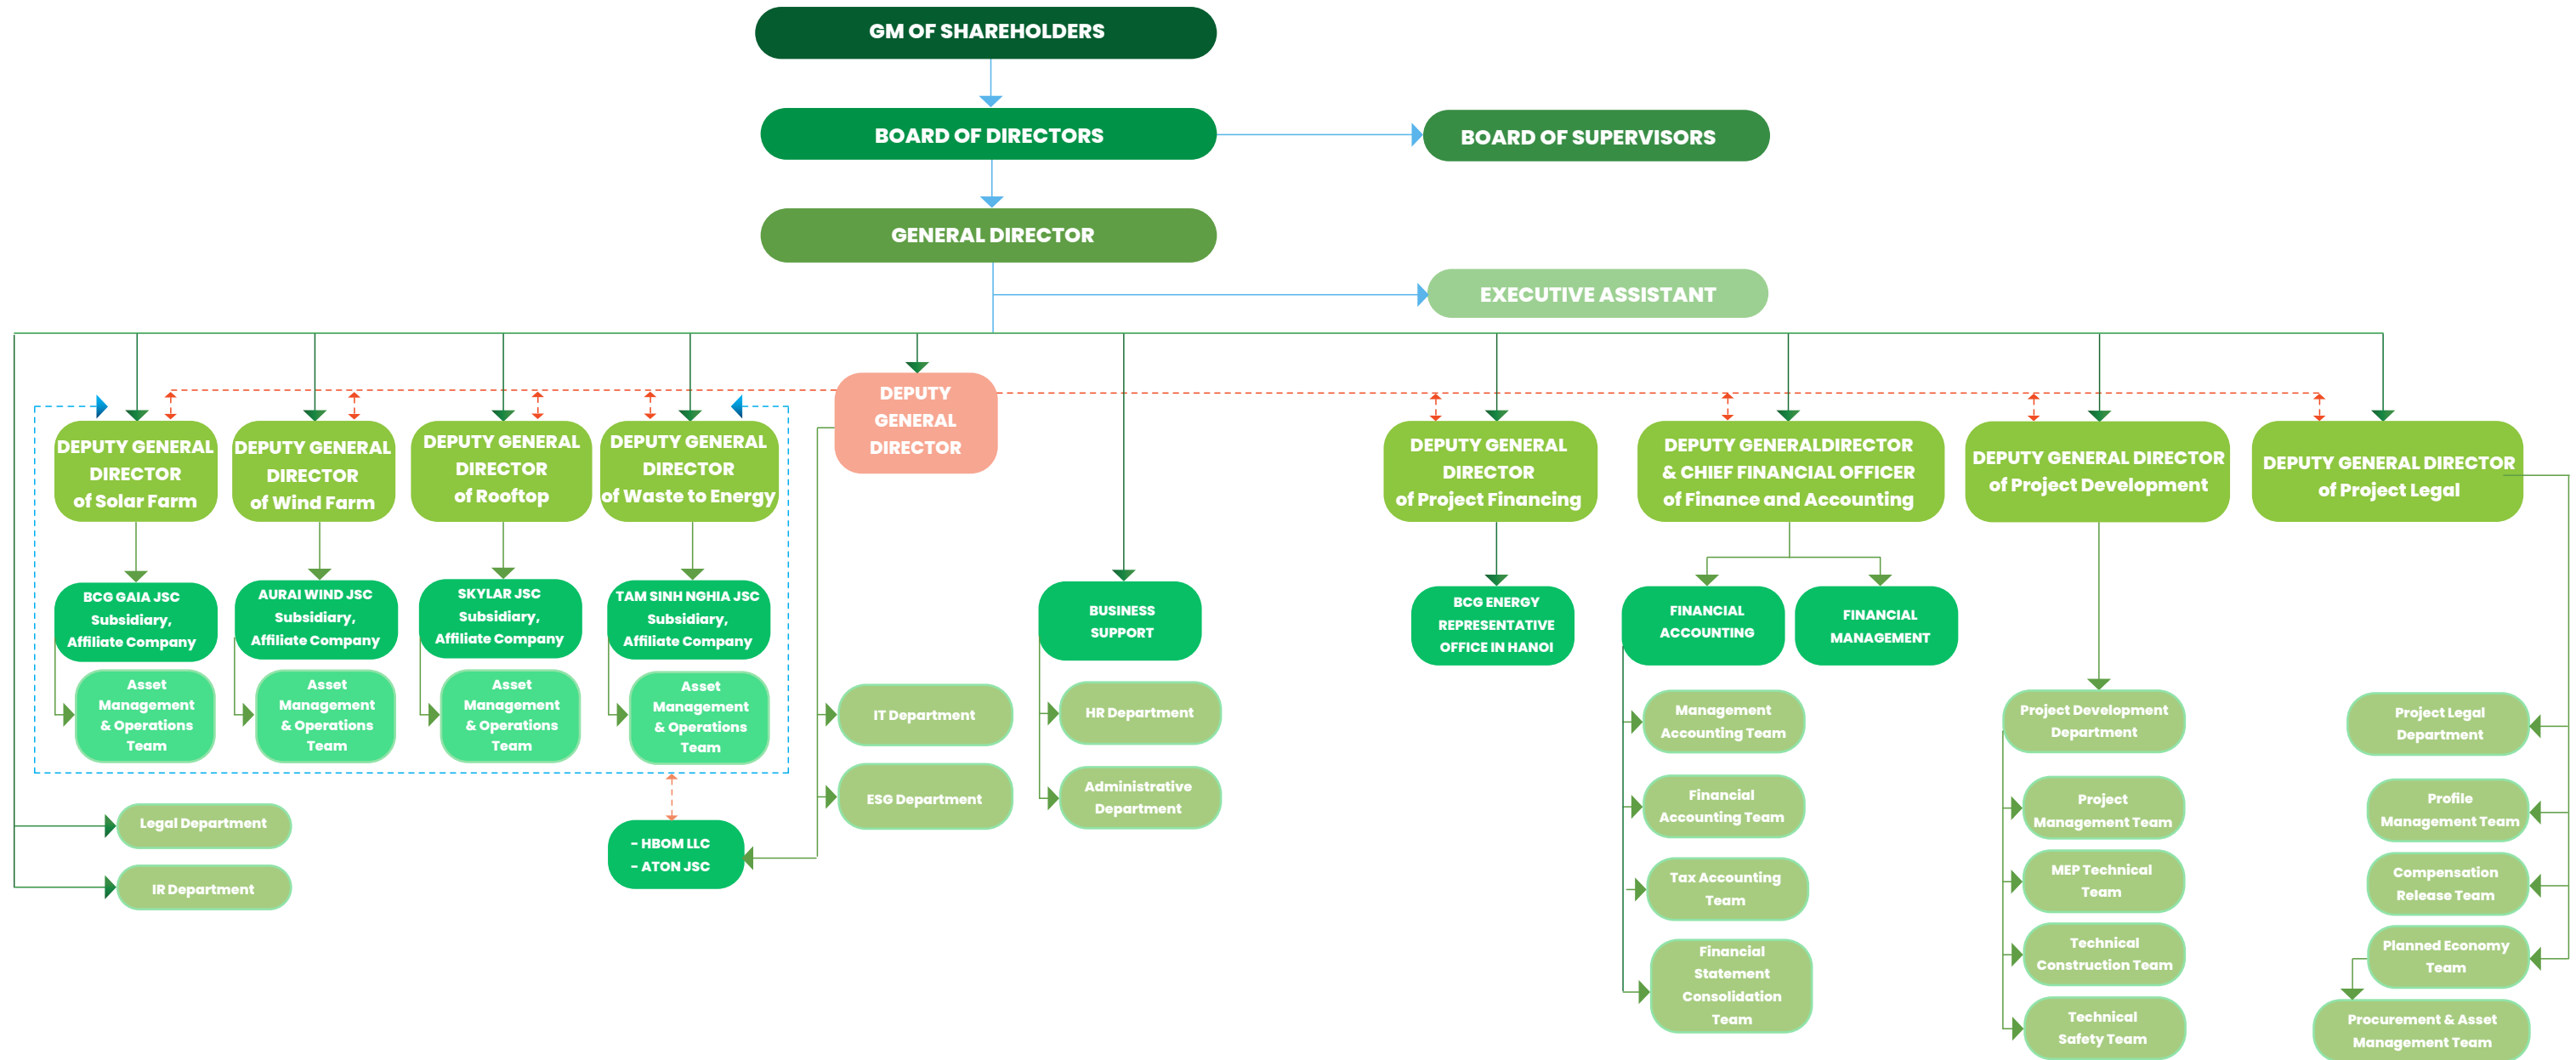 GM OF SHAREHOLDERS
BOARD OF DIRECTORS
BOARD OF SUPERVISORS
GENERAL DIRECTOR
EXECUTIVE ASSISTANT
DEPUTY GENERAL
DIRECTOR
of Solar Farm
DEPUTY GENERAL
DIRECTOR
of Wind Farm
DEPUTY GENERAL
DIRECTOR
of Rooftop
DEPUTY GENERAL
DIRECTOR
of Waste to Energy
DEPUTY
GENERAL
DIRECTOR
DEPUTY GENERAL
DIRECTOR
of Project Financing
DEPUTY GENERALDIRECTOR
& CHIEF FINANCIAL OFFICER
of Finance and Accounting
DEPUTY GENERAL DIRECTOR
of Project Development
DEPUTY GENERAL DIRECTOR
of Project Legal
BCG GAIA JSC
Subsidiary,
Affiliate Company
AURAI WIND JSC
Subsidiary,
Affiliate Company
SKYLAR JSC
Subsidiary,
Affiliate Company
TAM SINH NGHIA JSC
Subsidiary,
Affiliate Company
BUSINESS
SUPPORT
BCG ENERGY
REPRESENTATIVE
OFFICE IN HANOI
FINANCIAL
ACCOUNTING
FINANCIAL
MANAGEMENT
Asset
Management
& Operations
Team
Asset
Management
& Operations
Team
Asset
Management
& Operations
Team
Asset
Management
& Operations
Team
IT Department
ESG Department
HR Department
Administrative
Department
Management
Accounting Team
Financial
Accounting Team
Tax Accounting
Team
Financial
Statement
Consolidation
Team
Project Development
Department
Project
Management Team
MEP Technical
Team
Technical
Construction Team
Technical
Safety Team
Project Legal
Department
Profile
Management Team
Compensation
Release Team
Planned Economy
Team
Procurement & Asset
Management Team
Legal Department
IR Department
- HBOM LLC
- ATON JSC